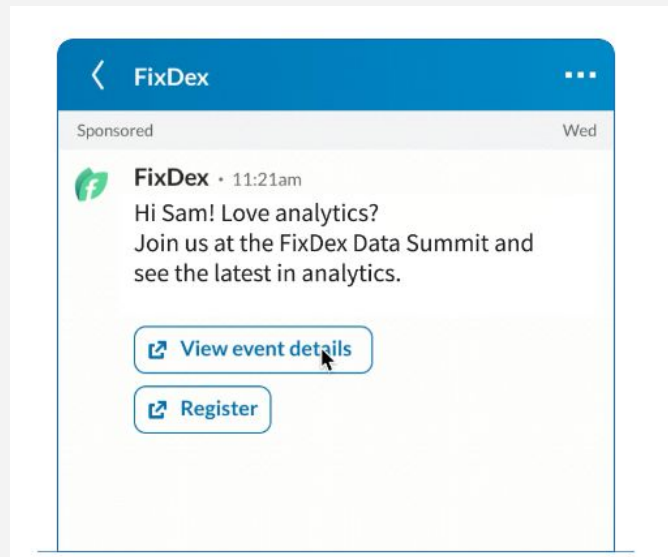 FixDex
Sponsored Wed
FixDex · 11:21am
Hi Sam! Love analytics?
Join us at the FixDex Data Summit and
see the latest in analytics.
View event details
Register